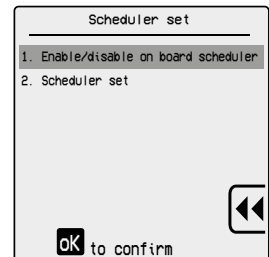 Scheduler set
1. Enable/disable on board scheduler
2. Scheduler set
OK to confirm